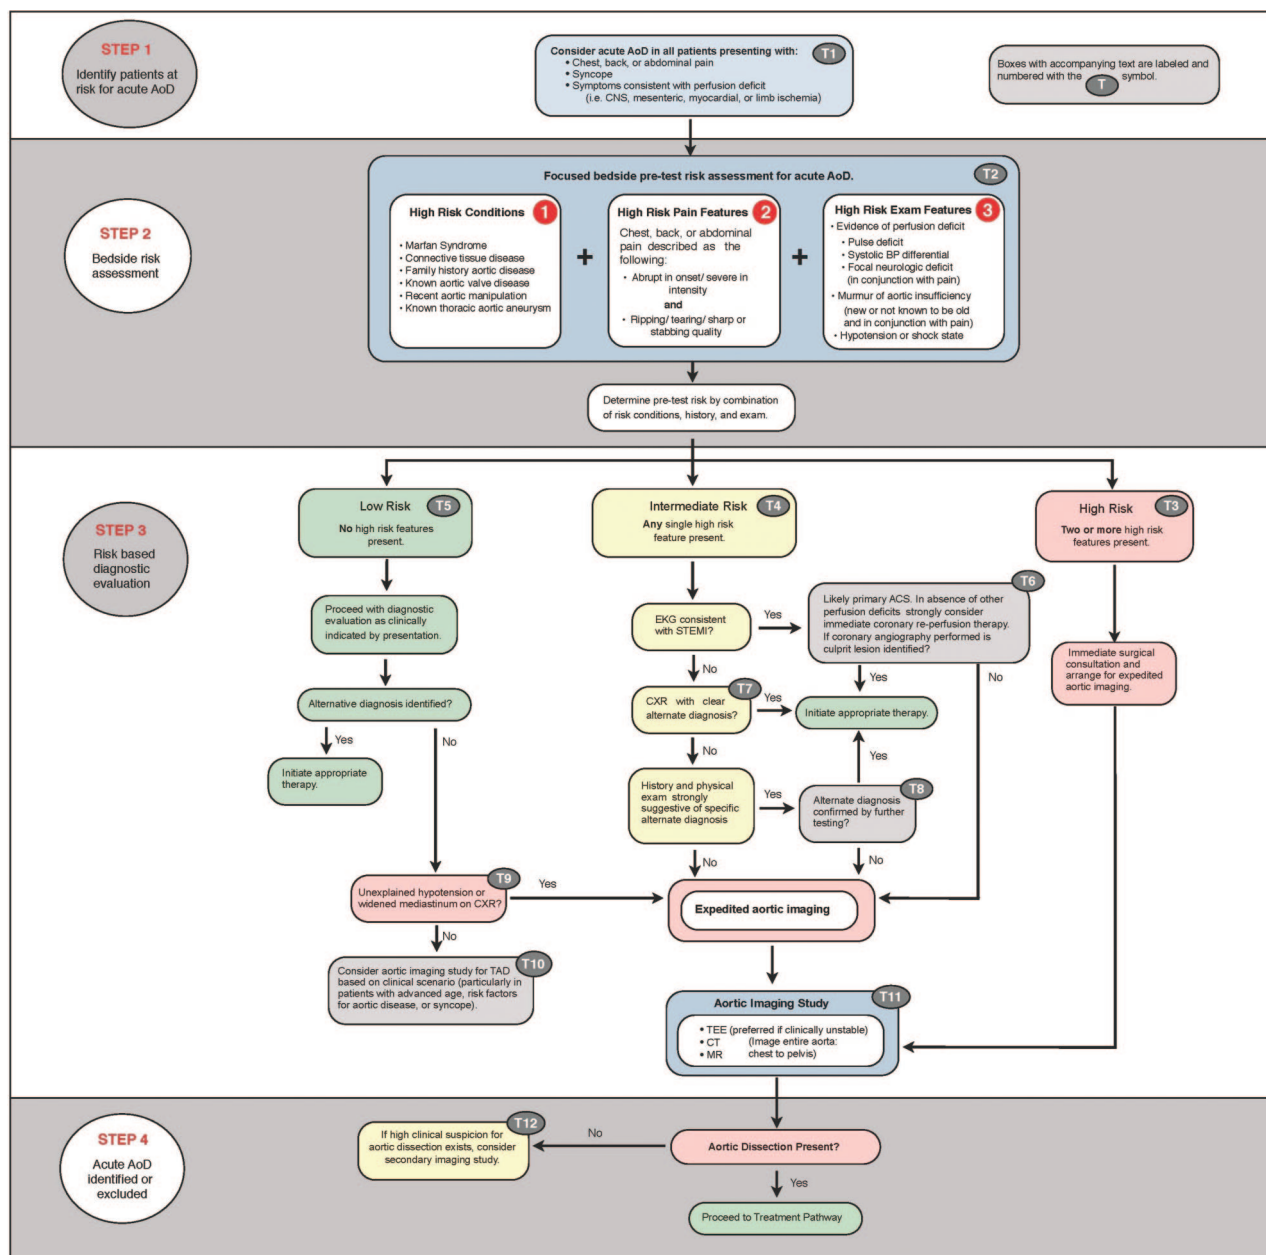 STEP 1
Identify patients at
risk for acute AoD
Consider acute AoD in all patients presenting with:
T1
• Chest, back, or abdominal pain
• Syncope
• Symptoms consistent with perfusion deficit
(i.e. CNS, mesenteric, myocardial, or limb ischemia)
Boxes with accompanying text are labeled and
numbered with the T symbol.
STEP 2
Bedside risk
assessment
Focused bedside pre-test risk assessment for acute AoD.
T2
High Risk Conditions
1
• Marfan Syndrome
• Connective tissue disease
• Family history aortic disease
• Known aortic valve disease
• Recent aortic manipulation
• Known thoracic aortic aneurysm
+
High Risk Pain Features
2
Chest, back, or abdominal
pain described as the
following:
• Abrupt in onset/ severe in
intensity
and
• Ripping/ tearing/ sharp or
stabbing quality
+
High Risk Exam Features
3
• Evidence of perfusion deficit
• Pulse deficit
• Systolic BP differential
• Focal neurologic deficit
(in conjunction with pain)
• Murmur of aortic insufficiency
(new or not known to be old
and in conjunction with pain)
• Hypotension or shock state
Determine pre-test risk by combination
of risk conditions, history, and exam.
STEP 3
Risk based
diagnostic
evaluation
Low Risk
T5
No high risk features
present.
Proceed with diagnostic
evaluation as clinically
indicated by presentation.
Alternative diagnosis identified?
Yes
No
Initiate appropriate
therapy.
Unexplained hypotension or
widened mediastinum on CXR?
T9
Yes
No
Consider aortic imaging study for TAD
based on clinical scenario (particularly in
patients with advanced age, risk factors
for aortic disease, or syncope).
T10
Intermediate Risk
T4
Any single high risk
feature present.
EKG consistent
with STEMI?
Yes
No
Likely primary ACS. In absence of other
perfusion deficits strongly consider
immediate coronary re-perfusion therapy.
If coronary angiography performed is
culprit lesion identified?
T6
Yes
No
CXR with clear
alternate diagnosis?
T7
Yes
No
Initiate appropriate therapy.
History and physical
exam strongly
suggestive of specific
alternate diagnosis
Yes
No
Alternate diagnosis
confirmed by further
testing?
T8
Yes
No
Expedited aortic imaging
High Risk
T3
Two or more high risk
features present.
Immediate surgical
consultation and
arrange for expedited
aortic imaging.
Aortic Imaging Study
T11
• TEE (preferred if clinically unstable)
• CT (Image entire aorta:
• MR chest to pelvis)
STEP 4
Acute AoD
identified or
excluded
Aortic Dissection Present?
No
Yes
If high clinical suspicion for
aortic dissection exists, consider
secondary imaging study.
T12
Proceed to Treatment Pathway